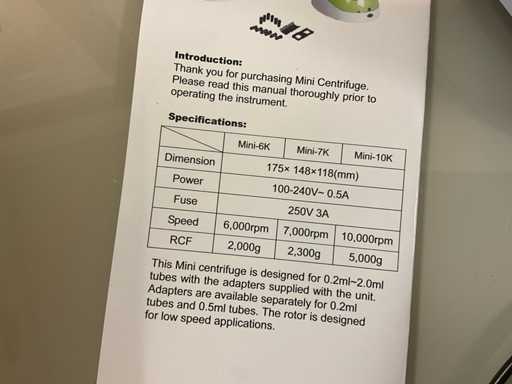 Introduction:
Thank you for purchasing Mini Centrifuge.
Please read this manual thoroughly prior to
operating the instrument.
Specifications:
Mini-6K Mini-7K Mini-10K
Dimension 175× 148×118(mm)
Power 100-240V~ 0.5A
Fuse 250V 3A
Speed 6,000rpm 7,000rpm 10,000rpm
RCF 2,000g 2,300g 5,000g
This Mini centrifuge is designed for 0.2ml~2.0ml
tubes with the adapters supplied with the unit.
Adapters are available separately for 0.2ml
tubes and 0.5ml tubes. The rotor is designed
for low speed applications.